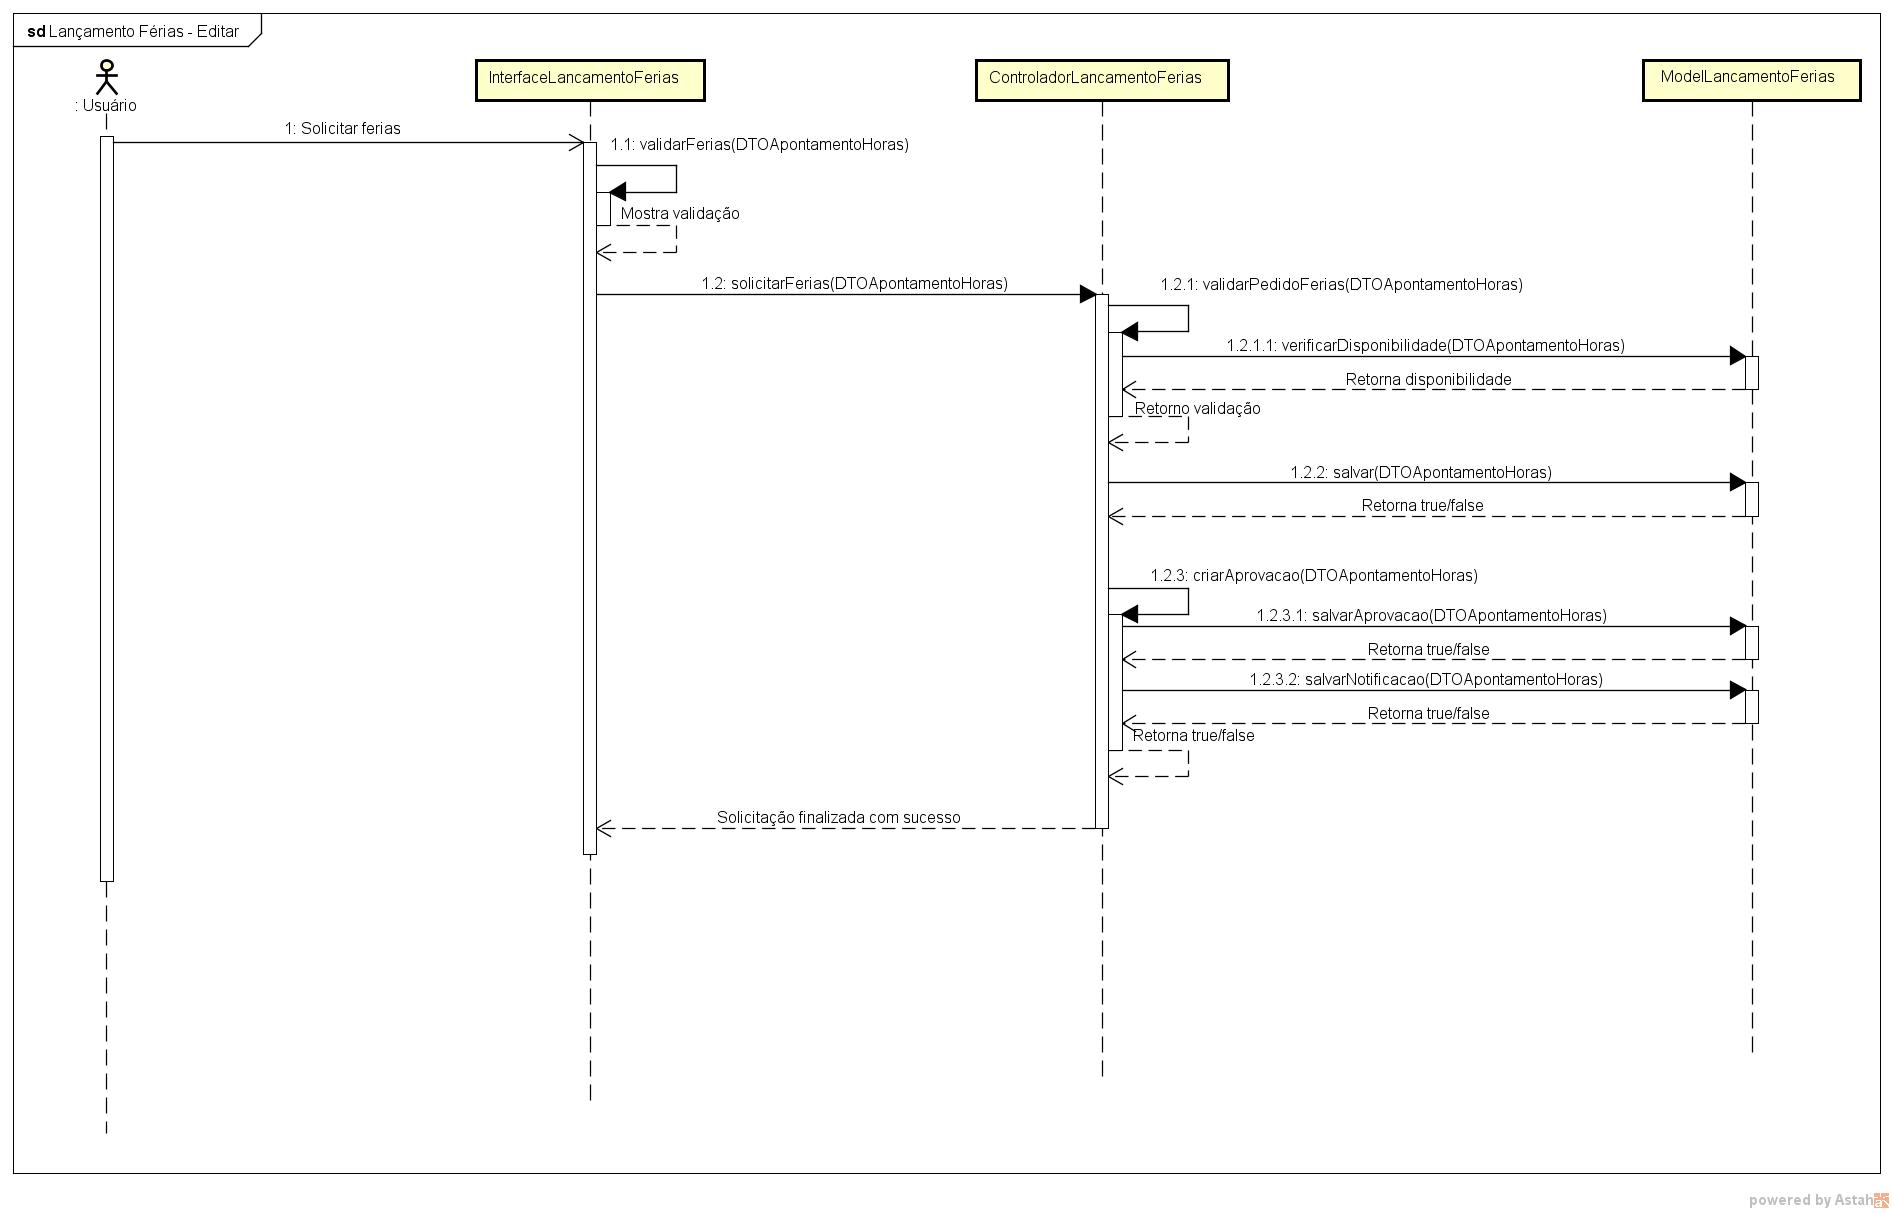 sd Lançamento Férias - Editar
: Usuário
InterfaceLancamentoFerias
ControladorLancamentoFerias
ModelLancamentoFerias
1: Solicitar ferias
1.1: validarFerias(DTOApontamentoHoras)
Mostra validação
1.2: solicitarFerias(DTOApontamentoHoras)
1.2.1: validarPedidoFerias(DTOApontamentoHoras)
1.2.1.1: verificarDisponibilidade(DTOApontamentoHoras)
Retorna disponibilidade
Retorno validação
1.2.2: salvar(DTOApontamentoHoras)
Retorna true/false
1.2.3: criarAprovacao(DTOApontamentoHoras)
1.2.3.1: salvarAprovacao(DTOApontamentoHoras)
Retorna true/false
1.2.3.2: salvarNotificacao(DTOApontamentoHoras)
Retorna true/false
Retorna true/false
Solicitação finalizada com sucesso
powered by Astah